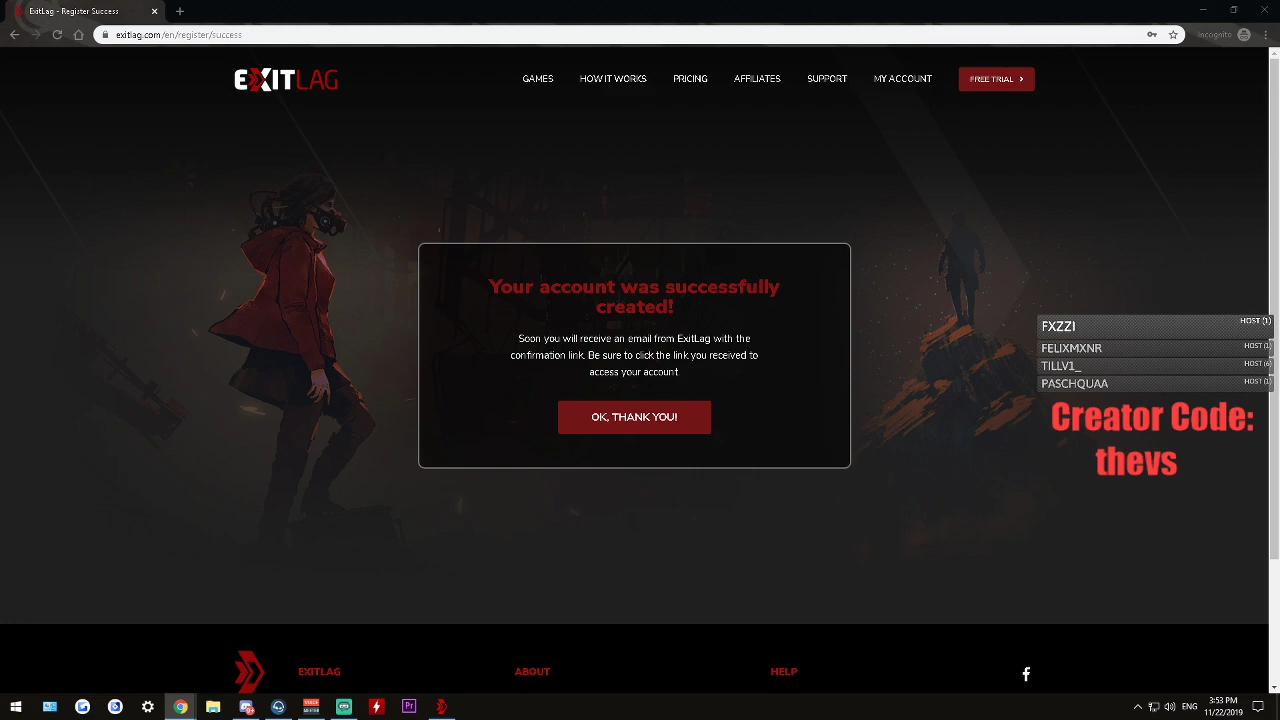 ExitLag - Register Success
exitlag.com/en/register/success
Incognito
EXITLAG
GAMES
HOW IT WORKS
PRICING
AFFILIATES
SUPPORT
MY ACCOUNT
FREE TRIAL
Your account was successfully
created!
Soon you will receive an email from ExitLag with the
confirmation link. Be sure to click the link you received to
access your account.
OK, THANK YOU!
FXZZI HOST (1)
FELIXMXNR HOST (1)
TILLV1_ HOST (6)
PASCHQUAA HOST (1)
Creator Code:
thevs
EXITLAG
ABOUT
HELP
VOICE
MEETER
Pr
ENG
3:53 PM
11/22/2019